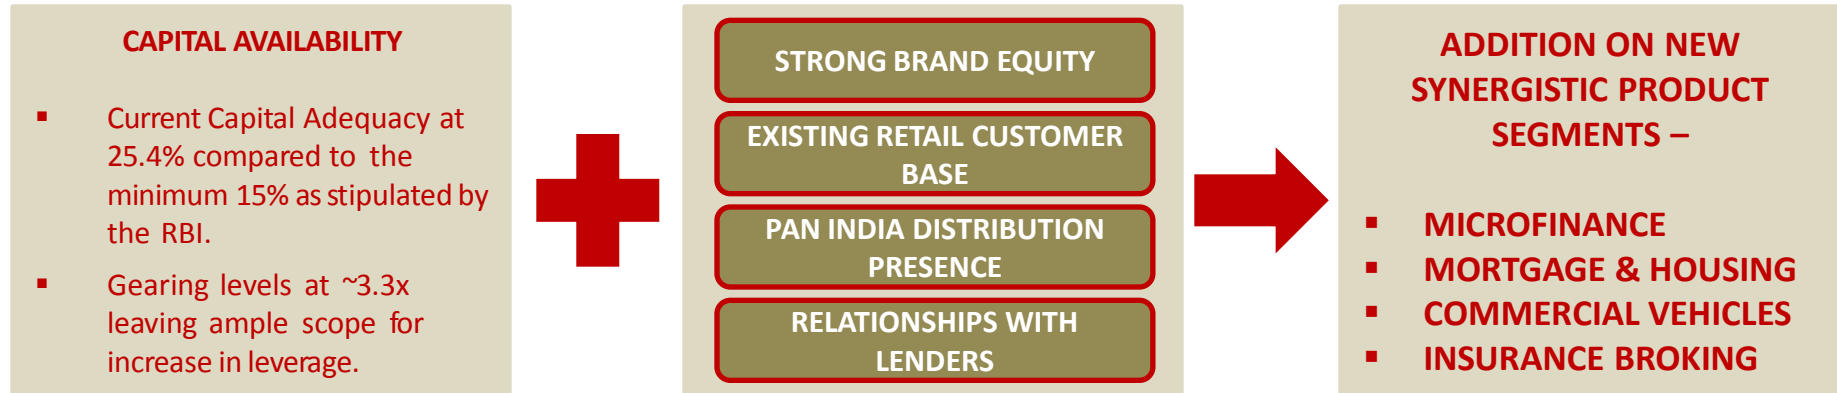 CAPITAL AVAILABILITY
▪ Current Capital Adequacy at
25.4% compared to the
minimum 15% as stipulated by
the RBI.
▪ Gearing levels at ~3.3x
leaving ample scope for
increase in leverage.
STRONG BRAND EQUITY
EXISTING RETAIL CUSTOMER
BASE
PAN INDIA DISTRIBUTION
PRESENCE
RELATIONSHIPS WITH
LENDERS
ADDITION ON NEW
SYNERGISTIC PRODUCT
SEGMENTS –
▪ MICROFINANCE
▪ MORTGAGE & HOUSING
▪ COMMERCIAL VEHICLES
▪ INSURANCE BROKING